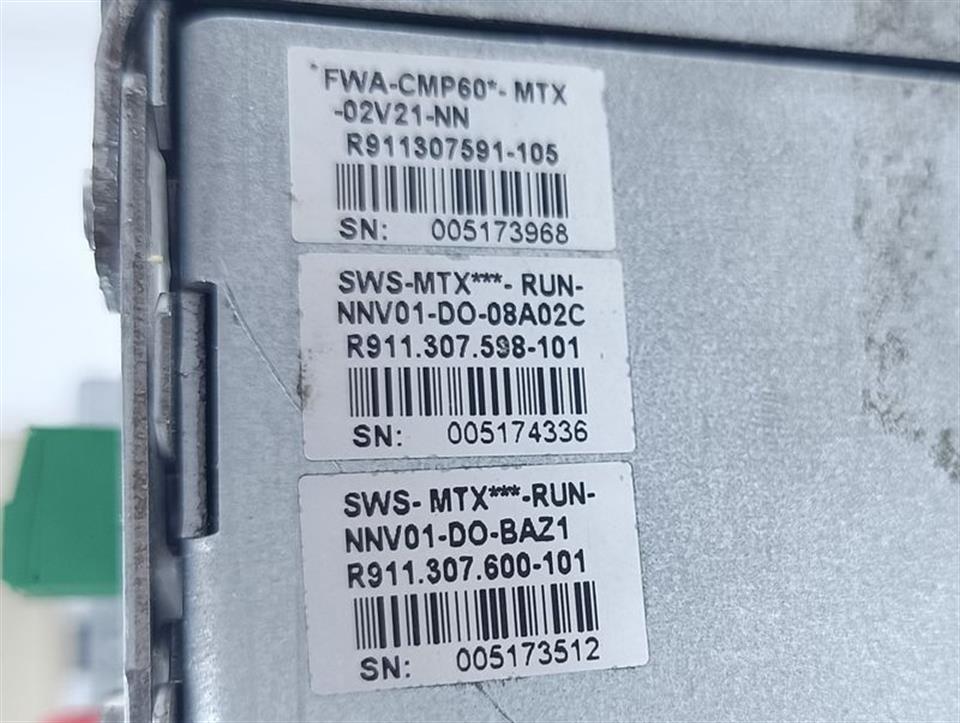 *FWA-CMP60*- MTX
-02V21-NN
R911307591-105
SN: 005173968
SWS-MTX***- RUN-
NNV01-DO-08A02C
R911.307.598-101
SN: 005174336
SWS- MTX***-RUN-
NNV01-DO-BAZ1
R911.307.600-101
SN: 005173512